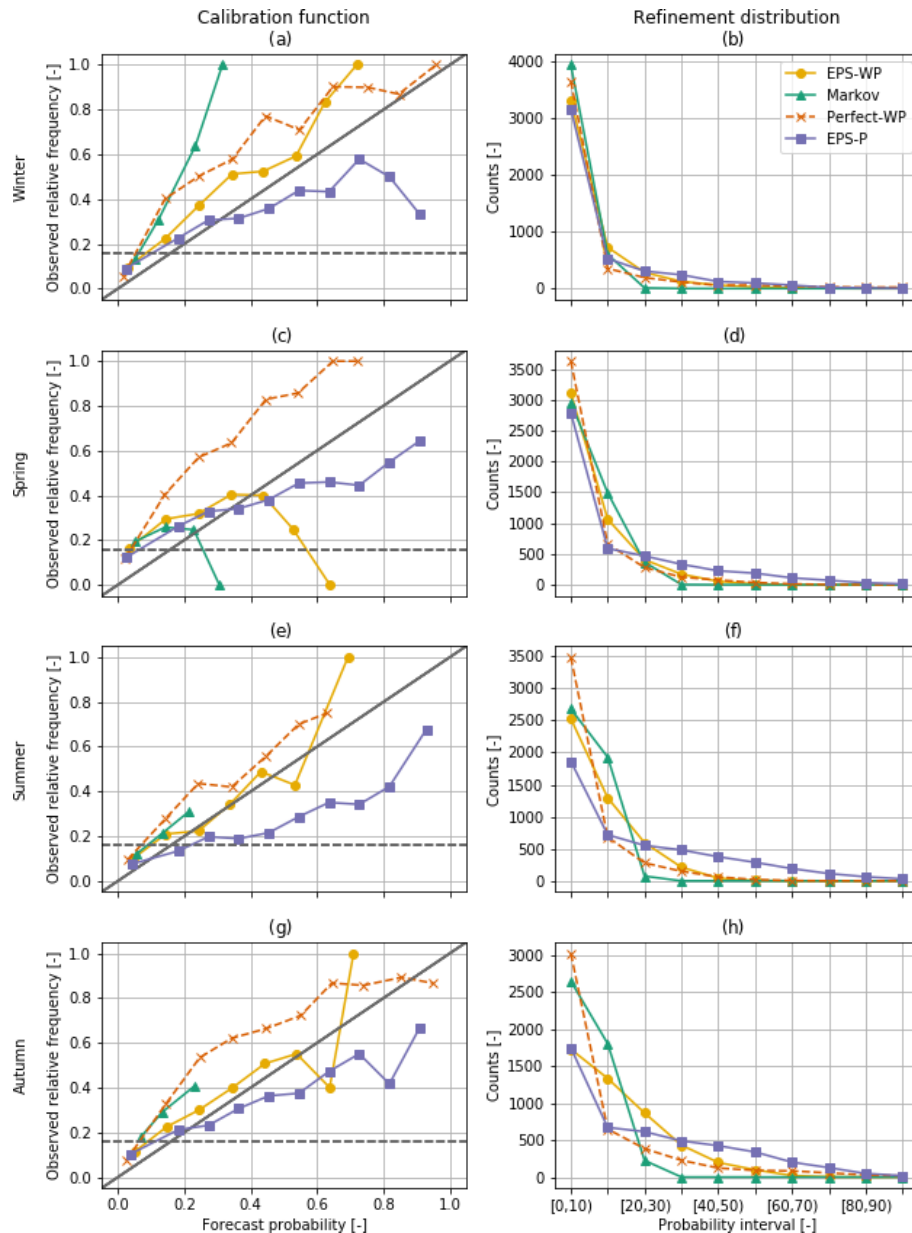 Calibration function
Refinement distribution
(a)
(b)
Winter
Observed relative frequency [-]
1.0
0.8
0.6
0.4
0.2
0.0
Counts [-]
4000
3000
2000
1000
0
EPS-WP
Markov
Perfect-WP
EPS-P
(c)
(d)
Spring
Observed relative frequency [-]
1.0
0.8
0.6
0.4
0.2
0.0
Counts [-]
3500
3000
2500
2000
1500
1000
500
0
(e)
(f)
Summer
Observed relative frequency [-]
1.0
0.8
0.6
0.4
0.2
0.0
Counts [-]
3500
3000
2500
2000
1500
1000
500
0
(g)
(h)
Autumn
Observed relative frequency [-]
1.0
0.8
0.6
0.4
0.2
0.0
Counts [-]
3000
2500
2000
1500
1000
500
0
0.0 0.2 0.4 0.6 0.8 1.0
Forecast probability [-]
[0,10) [20,30) [40,50) [60,70) [80,90)
Probability interval [-]